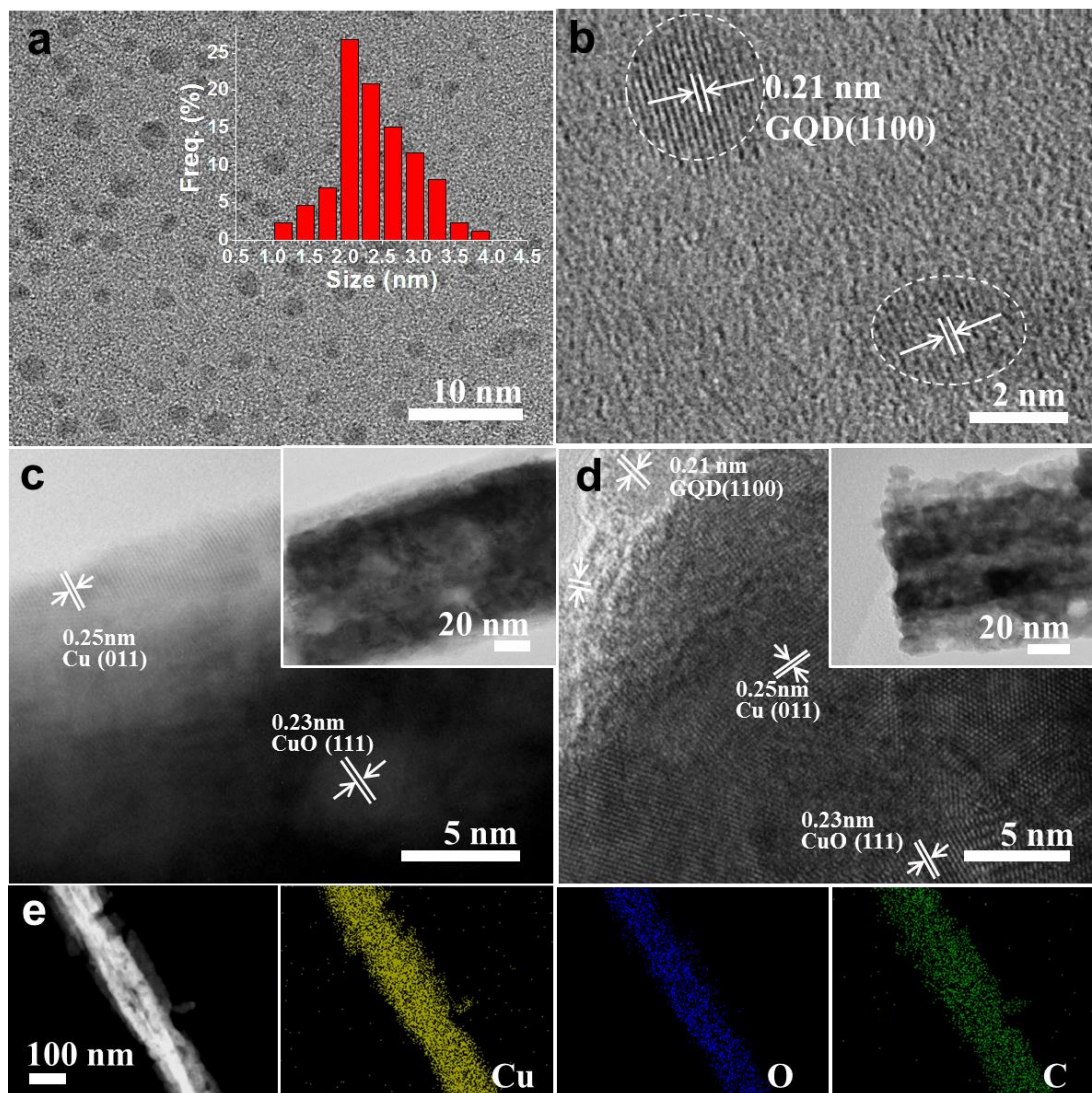 a
Freq. (%)
25
20
15
10
5
0
0.5 1.0 1.5 2.0 2.5 3.0 3.5 4.0 4.5
Size (nm)
10 nm
b
0.21 nm
GQD(1100)
2 nm
c
0.25nm
Cu (011)
0.23nm
CuO (111)
20 nm
5 nm
d
0.21 nm
GQD(1100)
0.25nm
Cu (011)
0.23nm
CuO (111)
20 nm
5 nm
e
100 nm
Cu
O
C